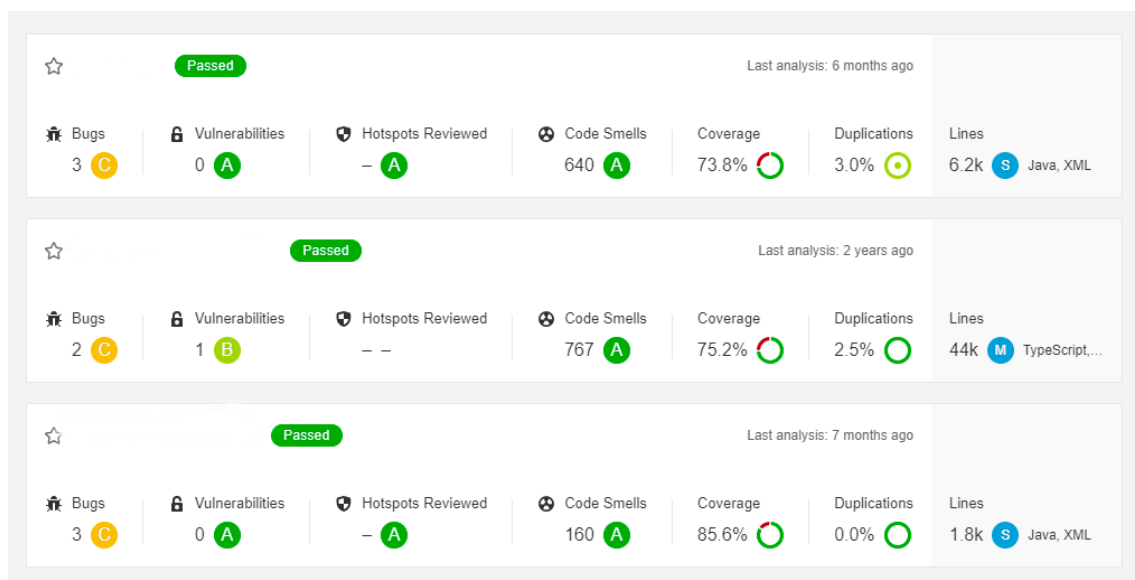 Passed Last analysis: 6 months ago
Bugs Vulnerabilities Hotspots Reviewed Code Smells Coverage Duplications Lines
3 C 0 A – A 640 A 73.8% 3.0% 6.2k S Java, XML
Passed Last analysis: 2 years ago
Bugs Vulnerabilities Hotspots Reviewed Code Smells Coverage Duplications Lines
2 C 1 B – – 767 A 75.2% 2.5% 44k M TypeScript,...
Passed Last analysis: 7 months ago
Bugs Vulnerabilities Hotspots Reviewed Code Smells Coverage Duplications Lines
3 C 0 A – A 160 A 85.6% 0.0% 1.8k S Java, XML